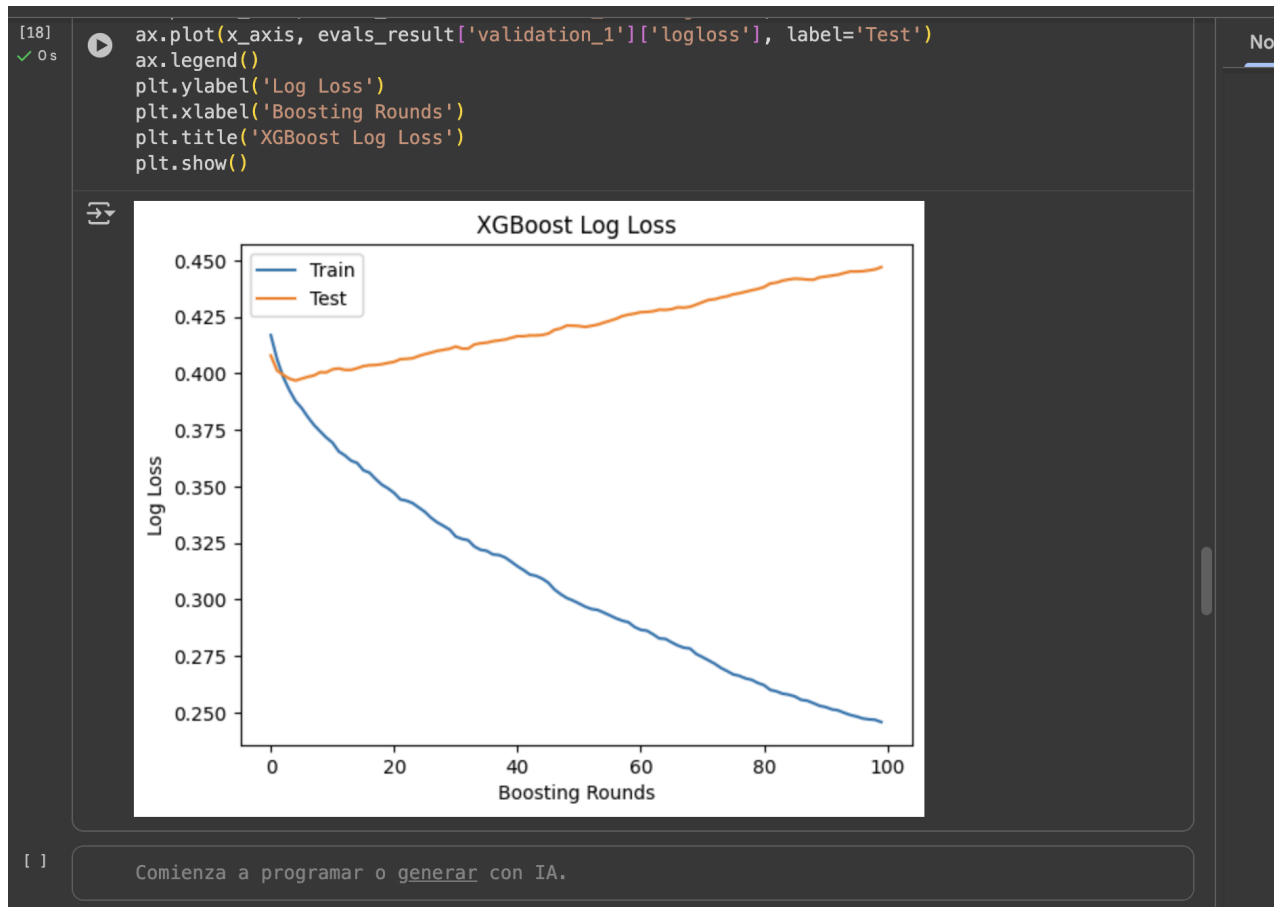 [18]
0 s
ax.plot(x_axis, evals_result['validation_1']['logloss'], label='Test')
ax.legend()
plt.ylabel('Log Loss')
plt.xlabel('Boosting Rounds')
plt.title('XGBoost Log Loss')
plt.show()
No
XGBoost Log Loss
Train
Test
0.450
0.425
0.400
0.375
0.350
0.325
0.300
0.275
0.250
Log Loss
0 20 40 60 80 100
Boosting Rounds
[ ]
Comienza a programar o generar con IA.